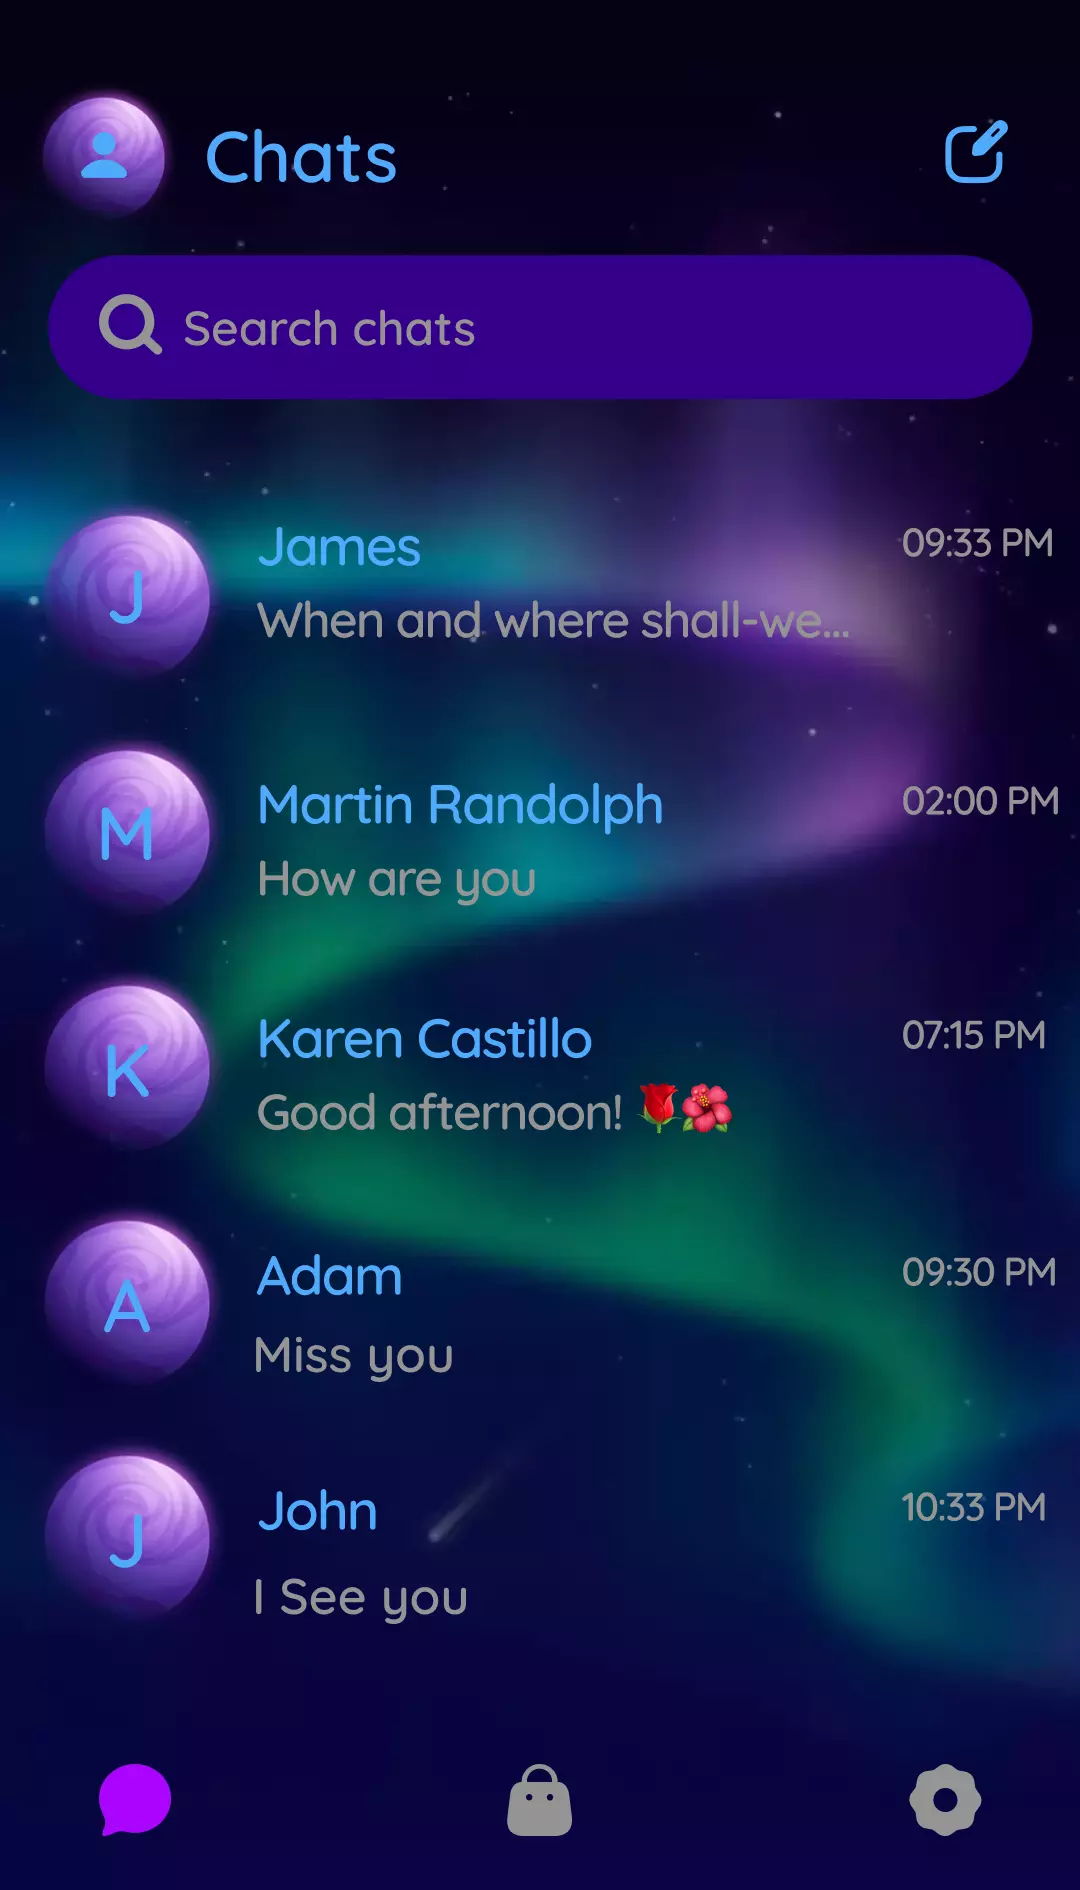 Chats
Search chats
J
James
09:33 PM
When and where shall-we...
M
Martin Randolph
02:00 PM
How are you
K
Karen Castillo
07:15 PM
Good afternoon! 🌹🌺
A
Adam
09:30 PM
Miss you
J
John
10:33 PM
I See you